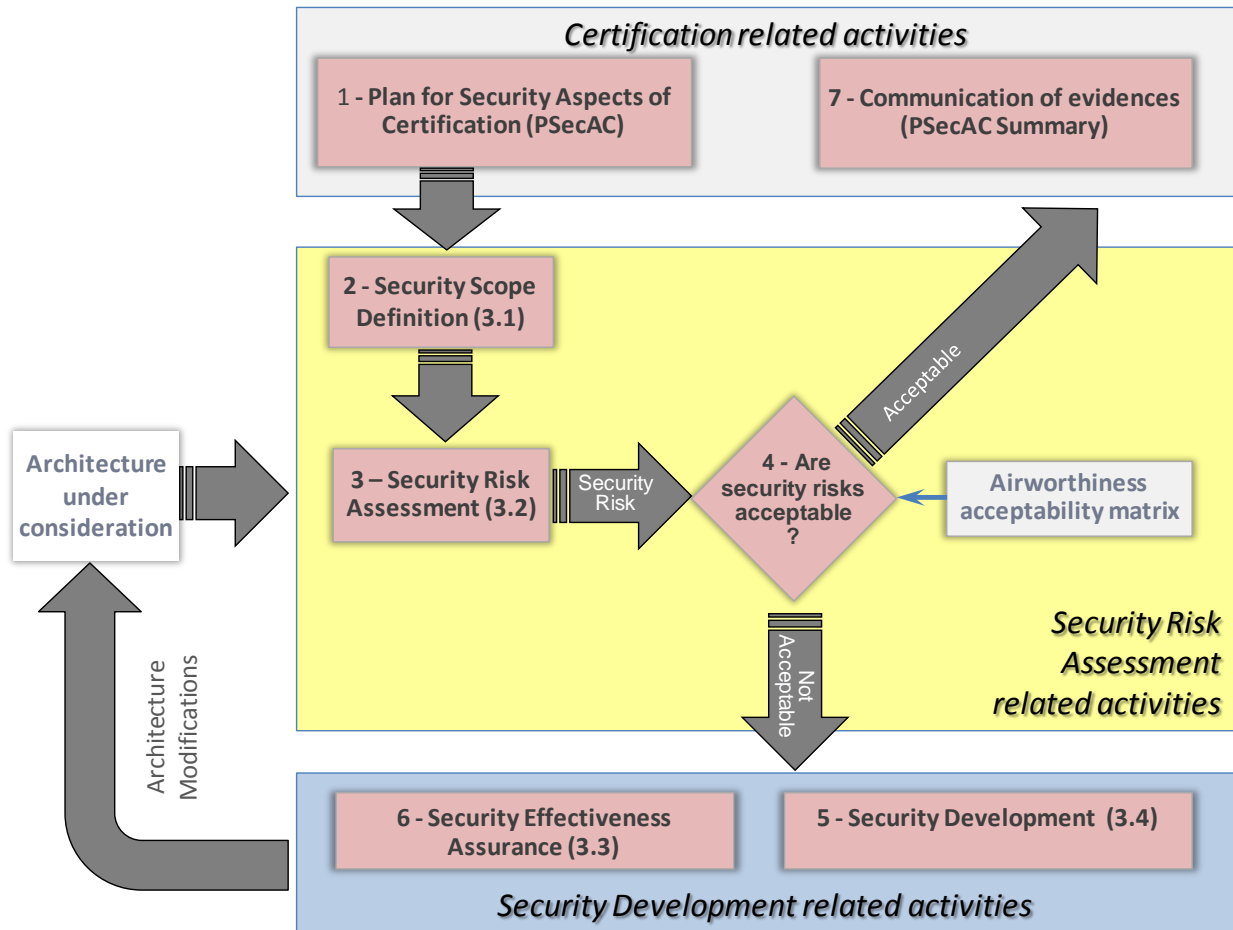 Certification related activities
1 - Plan for Security Aspects of
Certification (PSecAC)
7 - Communication of evidences
(PSecAC Summary)
2 - Security Scope
Definition (3.1)
Acceptable
Architecture
under
consideration
3 – Security Risk
Assessment (3.2)
Security
Risk
4 - Are
security risks
acceptable
?
Airworthiness
acceptability matrix
Not
Acceptable
Security Risk
Assessment
related activities
Architecture
Modifications
6 - Security Effectiveness
Assurance (3.3)
5 - Security Development (3.4)
Security Development related activities